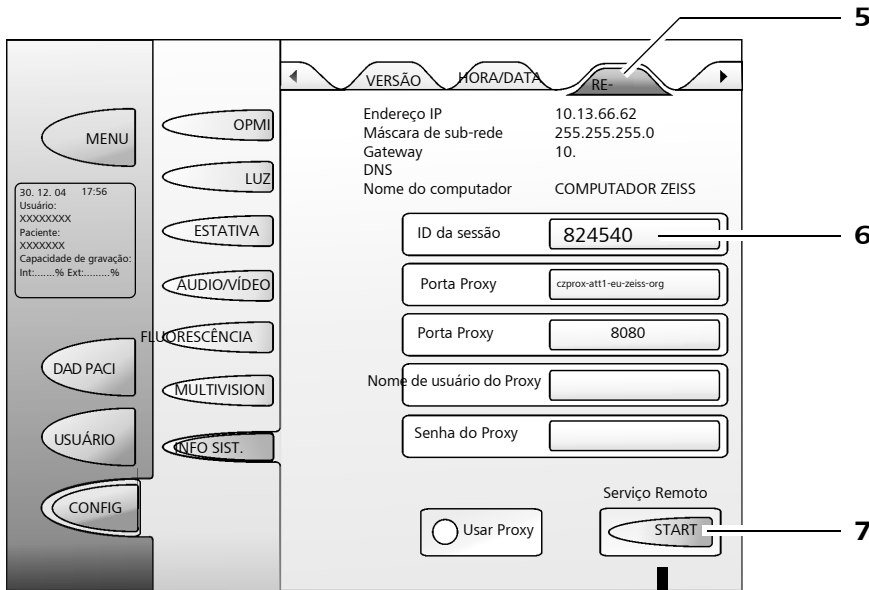 5
VERSÃO
HORA/DATA
RE-
MENU
30. 12. 04 17:56
Usuário:
XXXXXXXX
Paciente:
XXXXXXX
Capacidade de gravação:
Int:.......% Ext:.........%
DAD PACI
USUÁRIO
CONFIG
OPMI
LUZ
ESTATIVA
AUDIO/VÍDEO
FLUORESCÊNCIA
MULTIVISION
INFO SIST.
Endereço IP 10.13.66.62
Máscara de sub-rede 255.255.255.0
Gateway 10.
DNS
Nome do computador COMPUTADOR ZEISS
ID da sessão 824540
6
Porta Proxy czprox-att1-eu-zeiss-org
Porta Proxy 8080
Nome de usuário do Proxy
Senha do Proxy
Serviço Remoto
Usar Proxy
START
7